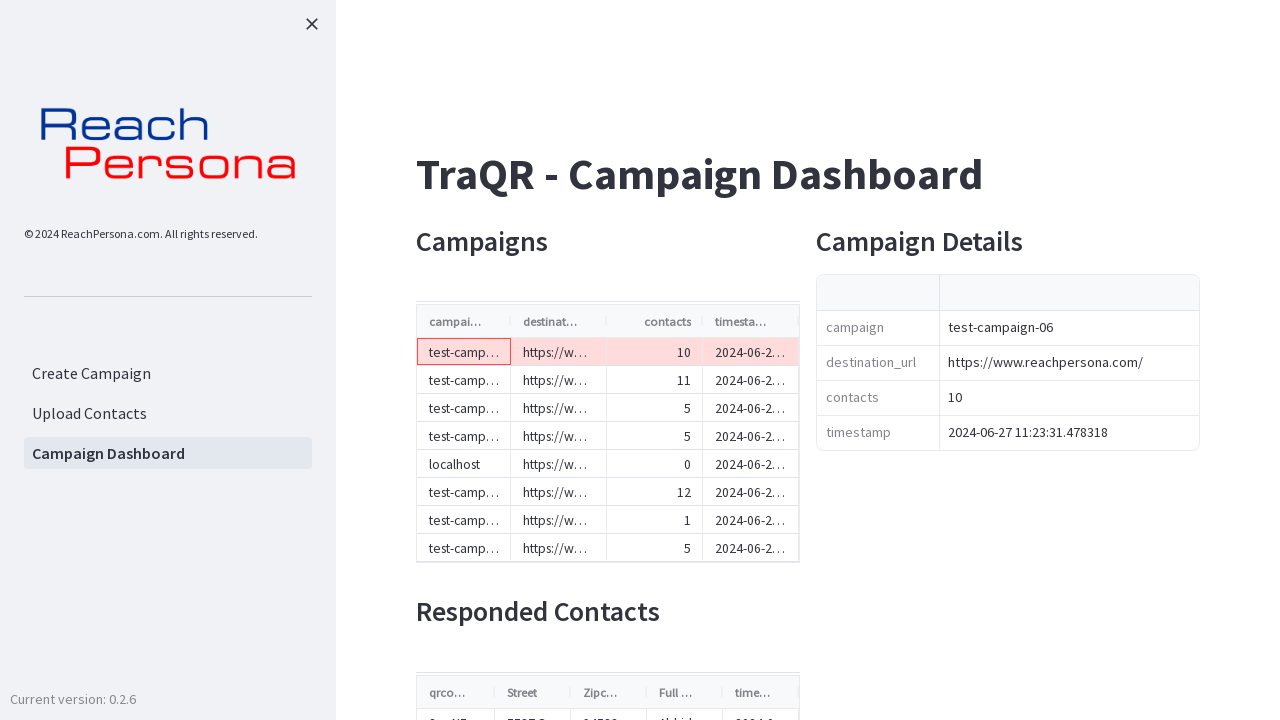 Reach
Persona
© 2024 ReachPersona.com. All rights reserved.
Create Campaign
Upload Contacts
Campaign Dashboard
Current version: 0.2.6
TraQR - Campaign Dashboard
Campaigns
campai... destinat... contacts timesta...
test-camp... https://w... 10 2024-06-2...
test-camp... https://w... 11 2024-06-2...
test-camp... https://w... 5 2024-06-2...
test-camp... https://w... 5 2024-06-2...
localhost https://w... 0 2024-06-2...
test-camp... https://w... 12 2024-06-2...
test-camp... https://w... 1 2024-06-2...
test-camp... https://w... 5 2024-06-2...
Responded Contacts
qrco... Street Zipc... Full ... time...
Campaign Details
campaign test-campaign-06
destination_url https://www.reachpersona.com/
contacts 10
timestamp 2024-06-27 11:23:31.478318